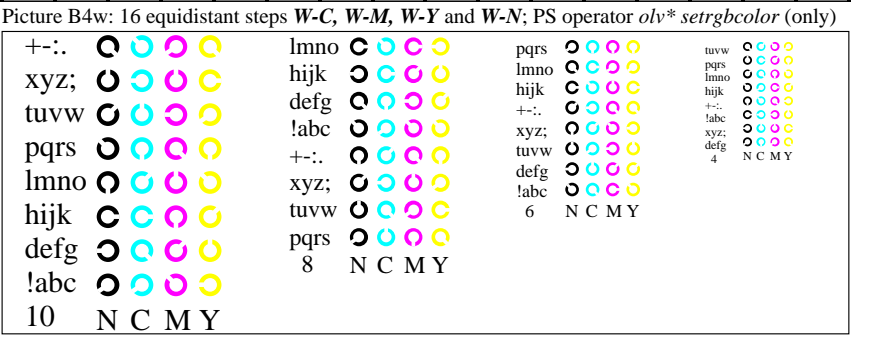 Picture B4w: 16 equidistant steps W-C, W-M, W-Y and W-N; PS operator olv* setrgbcolor (only)
+-:.
xyz;
tuvw
pqrs
lmno
hijk
defg
!abc
10 N C M Y
lmno
hijk
defg
!abc
+-:.
xyz;
tuvw
pqrs
8 N C M Y
pqrs
lmno
hijk
+-:.
xyz;
tuvw
defg
!abc
6 N C M Y
tuvw
pqrs
lmno
hijk
+-:.
!abc
xyz;
defg
4 N C M Y